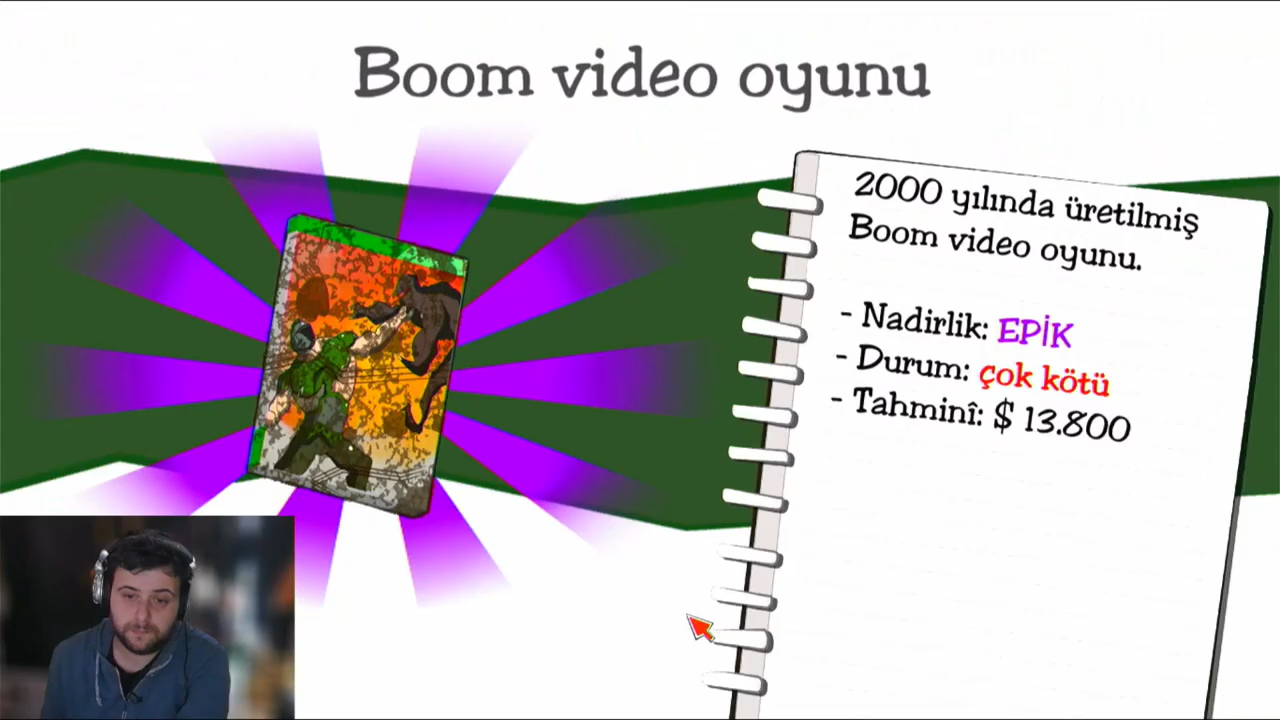 Boom video oyunu
2000 yılında üretilmiş
Boom video oyunu.
- Nadirlik: EPİK
- Durum: çok kötü
- Tahminî: $ 13.800